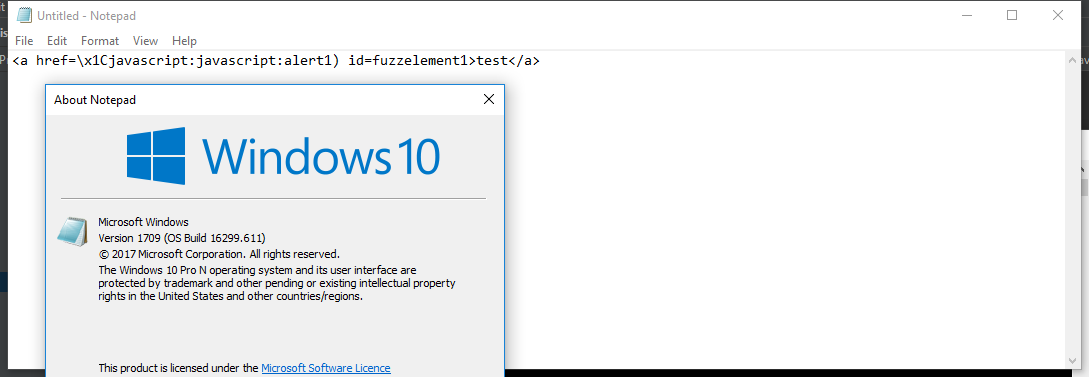 Untitled - Notepad
File Edit Format View Help
<a href=\x1Cjavascript:javascript:alert1) id=fuzzelement1>test</a>
About Notepad
Windows 10
Microsoft Windows
Version 1709 (OS Build 16299.611)
© 2017 Microsoft Corporation. All rights reserved.
The Windows 10 Pro N operating system and its user interface are
protected by trademark and other pending or existing intellectual property
rights in the United States and other countries/regions.
This product is licensed under the Microsoft Software Licence